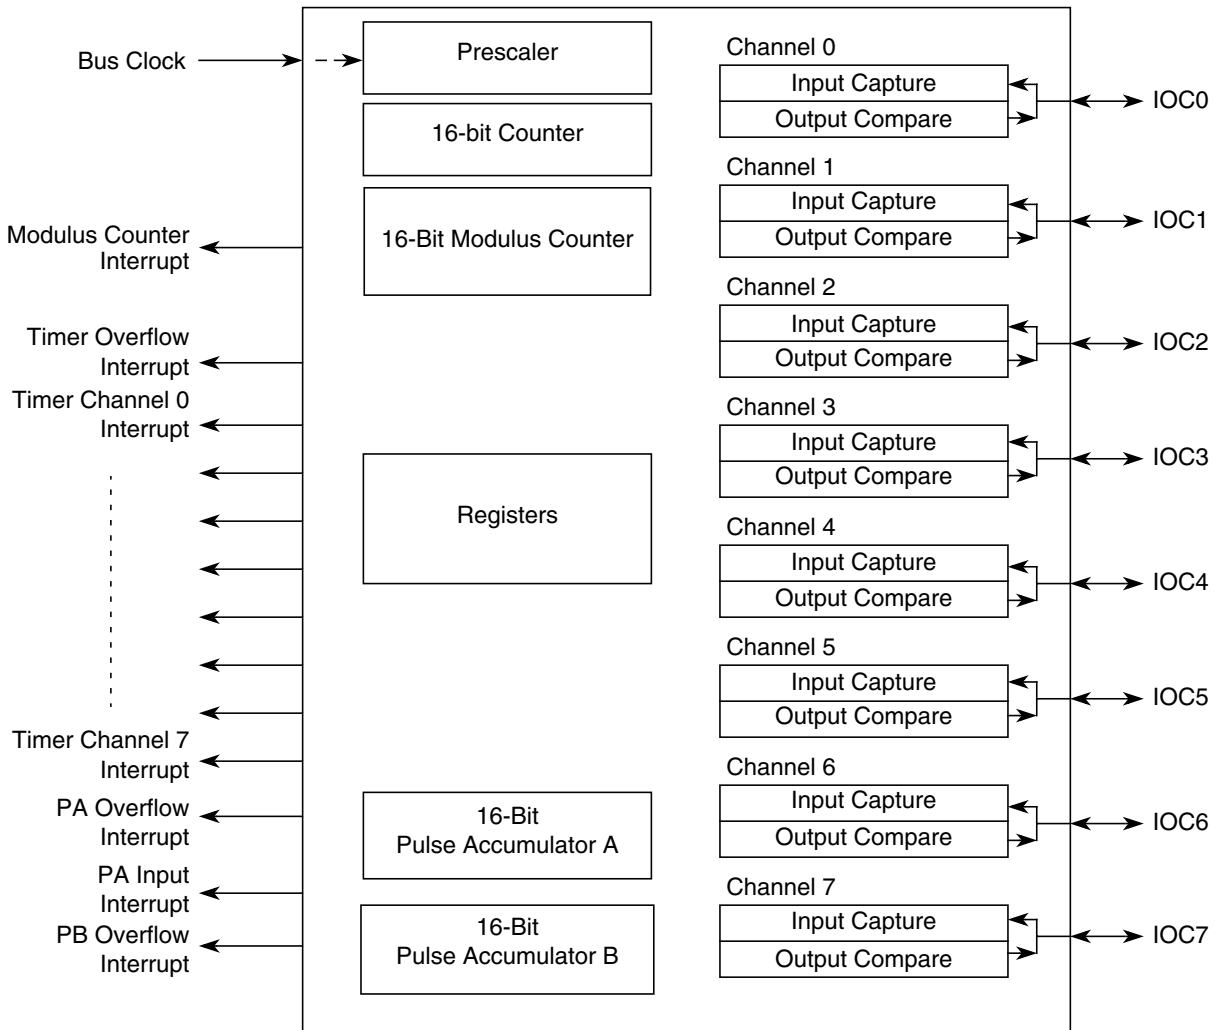 Bus Clock
Modulus Counter
Interrupt
Timer Overflow
Interrupt
Timer Channel 0
Interrupt
Timer Channel 7
Interrupt
PA Overflow
Interrupt
PA Input
Interrupt
PB Overflow
Interrupt
Prescaler
16-bit Counter
16-Bit Modulus Counter
Registers
16-Bit
Pulse Accumulator A
16-Bit
Pulse Accumulator B
Channel 0
Input Capture
Output Compare
IOC0
Channel 1
Input Capture
Output Compare
IOC1
Channel 2
Input Capture
Output Compare
IOC2
Channel 3
Input Capture
Output Compare
IOC3
Channel 4
Input Capture
Output Compare
IOC4
Channel 5
Input Capture
Output Compare
IOC5
Channel 6
Input Capture
Output Compare
IOC6
Channel 7
Input Capture
Output Compare
IOC7